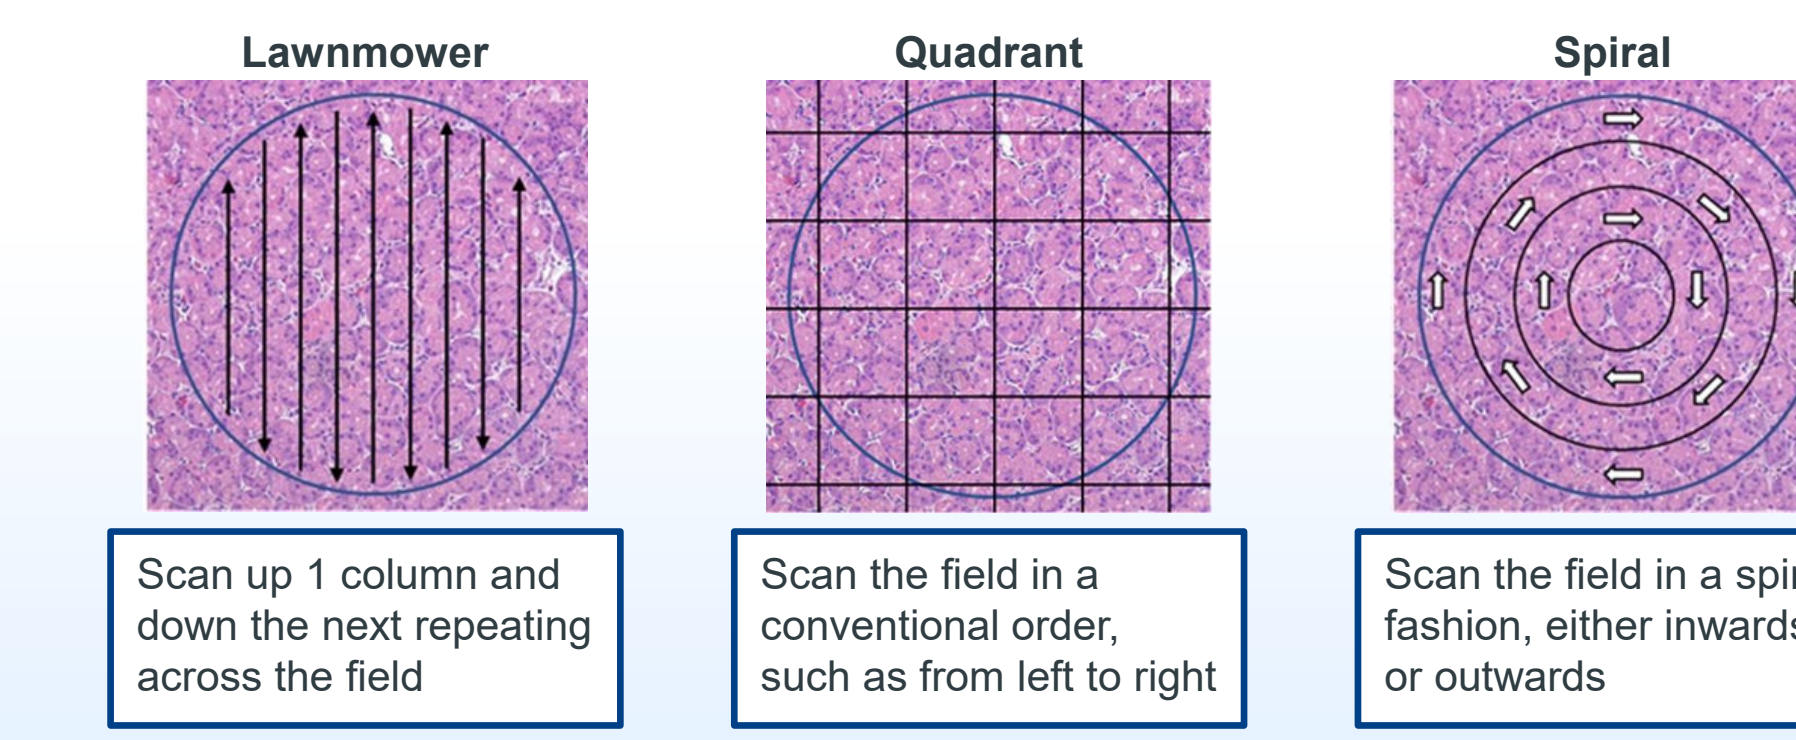 Lawnmower
Scan up 1 column and
down the next repeating
across the field
Quadrant
Scan the field in a
conventional order,
such as from left to right
Spiral
Scan the field in a
fashion, either inwards
or outwards